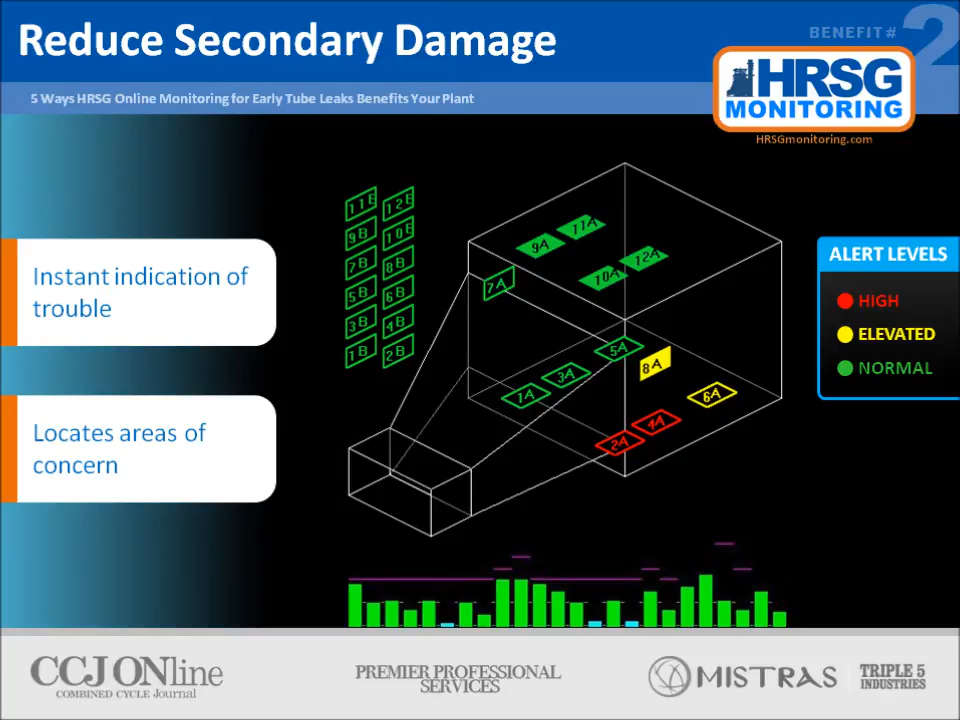 Reduce Secondary Damage
BENEFIT # 2
5 Ways HRSG Online Monitoring for Early Tube Leaks Benefits Your Plant
HRSG
MONITORING
HRSGmonitoring.com
Instant indication of
trouble
Locates areas of
concern
11E 12E
9B 10E
7B 8B
5B 6B
3B 4B
1B 2B
11A
9A
12A
10A
7A
5A
8A
3A
1A
6A
4A
2A
ALERT LEVELS
HIGH
ELEVATED
NORMAL
CCJ ONline
COMBINED CYCLE Journal
PREMIER PROFESSIONAL
SERVICES
MISTRAS
TRIPLE 5
INDUSTRIES